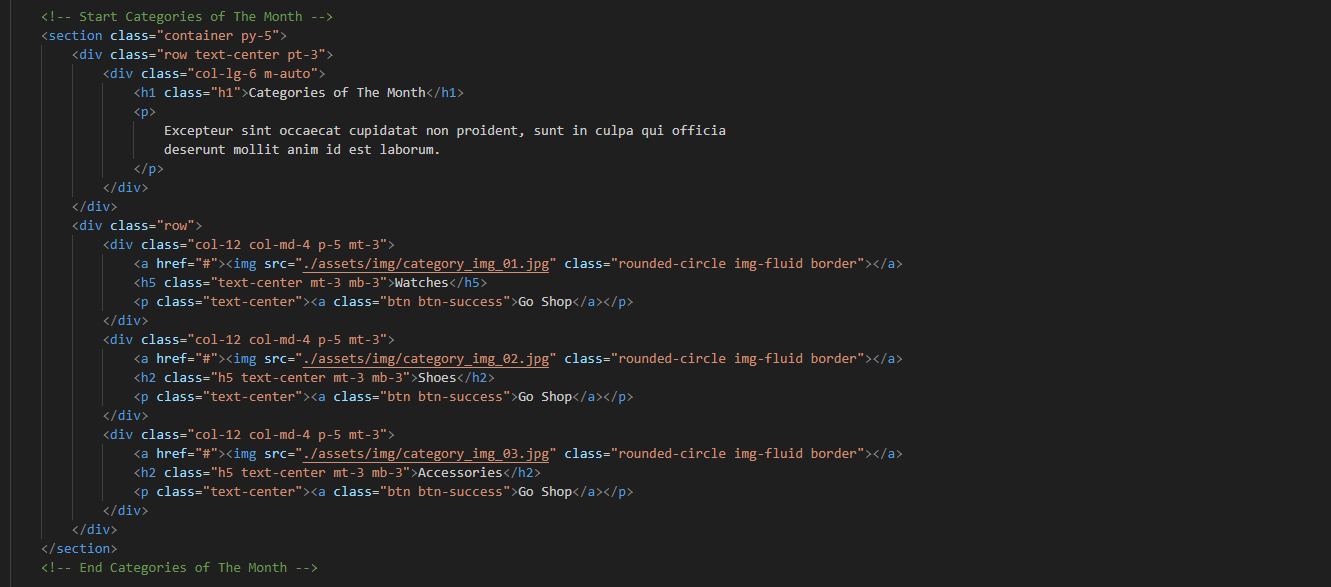 <!-- Start Categories of The Month -->
<section class="container py-5">
<div class="row text-center pt-3">
<div class="col-lg-6 m-auto">
<h1 class="h1">Categories of The Month</h1>
<p>
Excepteur sint occaecat cupidatat non proident, sunt in culpa qui officia
deserunt mollit anim id est laborum.
</p>
</div>
</div>
<div class="row">
<div class="col-12 col-md-4 p-5 mt-3">
<a href="#"><img src="./assets/img/category_img_01.jpg" class="rounded-circle img-fluid border"></a>
<h5 class="text-center mt-3 mb-3">Watches</h5>
<p class="text-center"><a class="btn btn-success">Go Shop</a></p>
</div>
<div class="col-12 col-md-4 p-5 mt-3">
<a href="#"><img src="./assets/img/category_img_02.jpg" class="rounded-circle img-fluid border"></a>
<h2 class="h5 text-center mt-3 mb-3">Shoes</h2>
<p class="text-center"><a class="btn btn-success">Go Shop</a></p>
</div>
<div class="col-12 col-md-4 p-5 mt-3">
<a href="#"><img src="./assets/img/category_img_03.jpg" class="rounded-circle img-fluid border"></a>
<h2 class="h5 text-center mt-3 mb-3">Accessories</h2>
<p class="text-center"><a class="btn btn-success">Go Shop</a></p>
</div>
</div>
</section>
<!-- End Categories of The Month -->